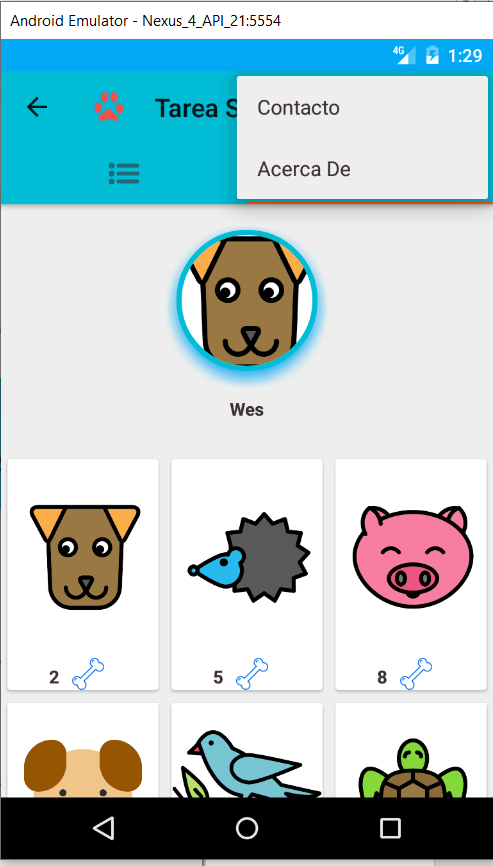 Android Emulator - Nexus_4_API_21:5554
4G 1:29
Tarea S
Contacto
Acerca De
Wes
2 5 8